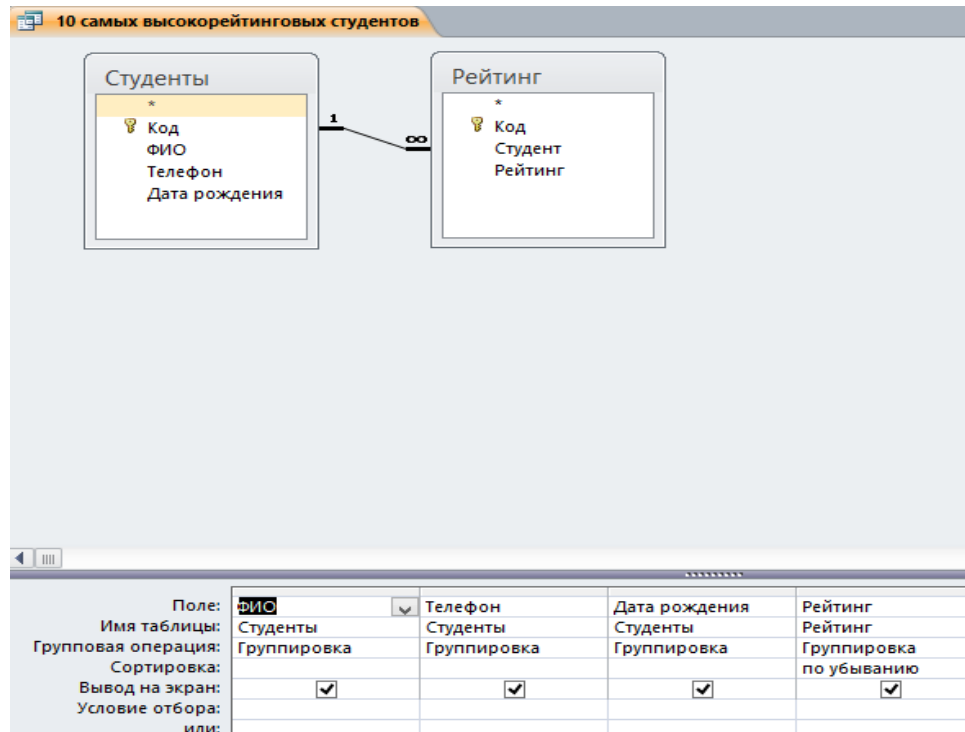 10 самых высокорейтинговых студентов
Студенты
*
Код
ФИО
Телефон
Дата рождения
1
∞
Рейтинг
*
Код
Студент
Рейтинг
Поле: ФИО Телефон Дата рождения Рейтинг
Имя таблицы: Студенты Студенты Студенты Рейтинг
Групповая операция: Группировка Группировка Группировка Группировка
Сортировка: по убыванию
Вывод на экран:
Условие отбора:
или: